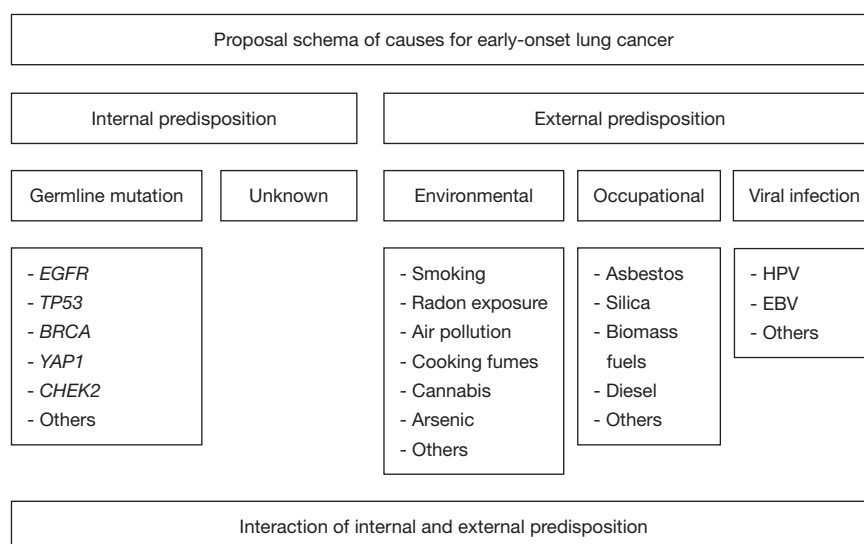 Proposal schema of causes for early-onset lung cancer
Internal predisposition
External predisposition
Germline mutation
Unknown
Environmental
Occupational
Viral infection
- EGFR
- TP53
- BRCA
- YAP1
- CHEK2
- Others
- Smoking
- Radon exposure
- Air pollution
- Cooking fumes
- Cannabis
- Arsenic
- Others
- Asbestos
- Silica
- Biomass
fuels
- Diesel
- Others
- HPV
- EBV
- Others
Interaction of internal and external predisposition